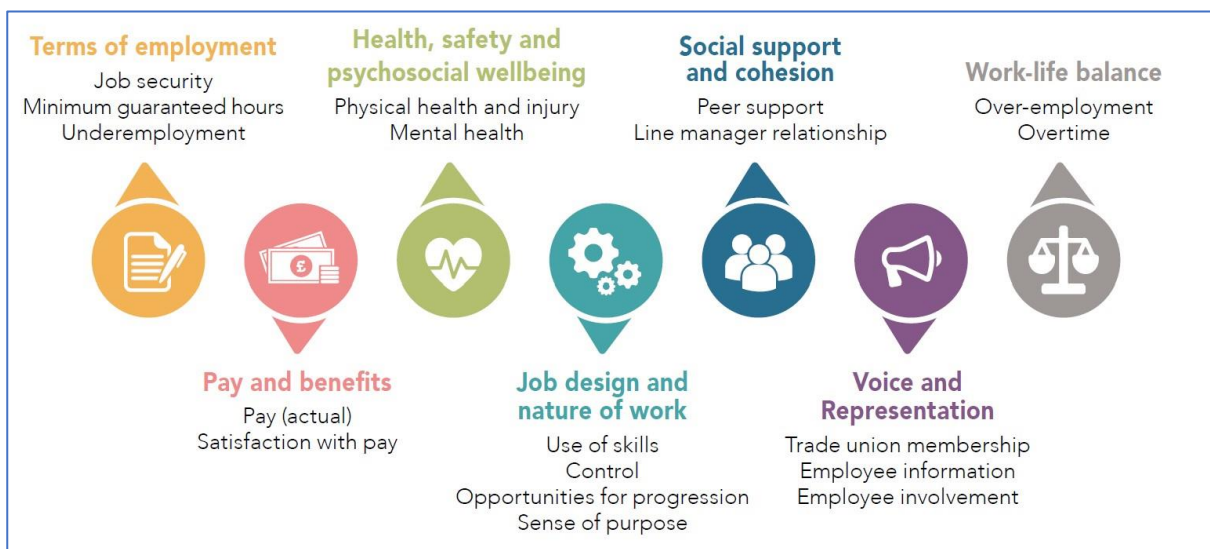 Terms of employment
Job security
Minimum guaranteed hours
Underemployment
Health, safety and
psychosocial wellbeing
Physical health and injury
Mental health
Social support
and cohesion
Peer support
Line manager relationship
Work-life balance
Over-employment
Overtime
£
Pay and benefits
Pay (actual)
Satisfaction with pay
Job design and
nature of work
Use of skills
Control
Opportunities for progression
Sense of purpose
Voice and
Representation
Trade union membership
Employee information
Employee involvement